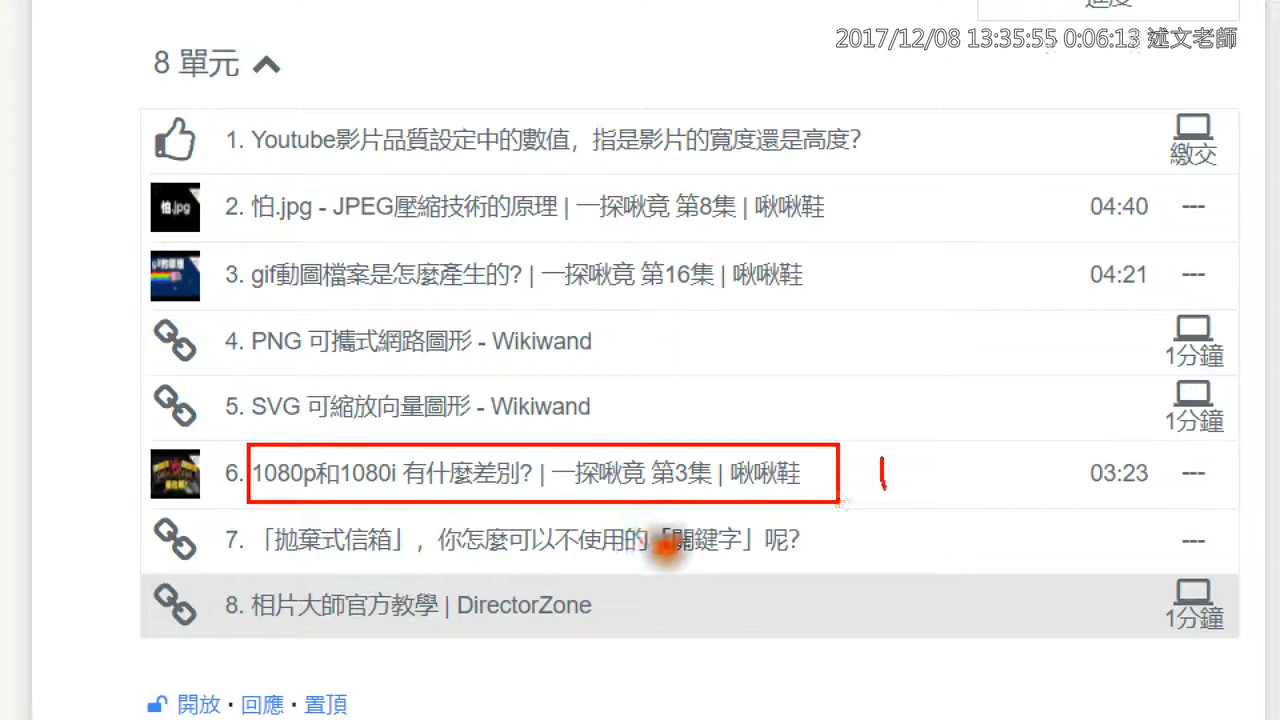 進度
2017/12/08 13:35:55 0:06:13 述文老師
8 單元
1. Youtube影片品質設定中的數值，指是影片的寬度還是高度？
繳交
怕.jpg
2. 怕.jpg - JPEG壓縮技術的原理 | 一探啾竟 第8集 | 啾啾鞋
04:40
---
3. gif動圖檔案是怎麼產生的? | 一探啾竟 第16集 | 啾啾鞋
04:21
---
4. PNG 可攜式網路圖形 - Wikiwand
1分鐘
5. SVG 可縮放向量圖形 - Wikiwand
1分鐘
6. 1080p和1080i 有什麼差別? | 一探啾竟 第3集 | 啾啾鞋
03:23
---
7. 「拋棄式信箱」，你怎麼可以不使用的「關鍵字」呢？
---
8. 相片大師官方教學 | DirectorZone
1分鐘
開放 · 回應 · 置頂